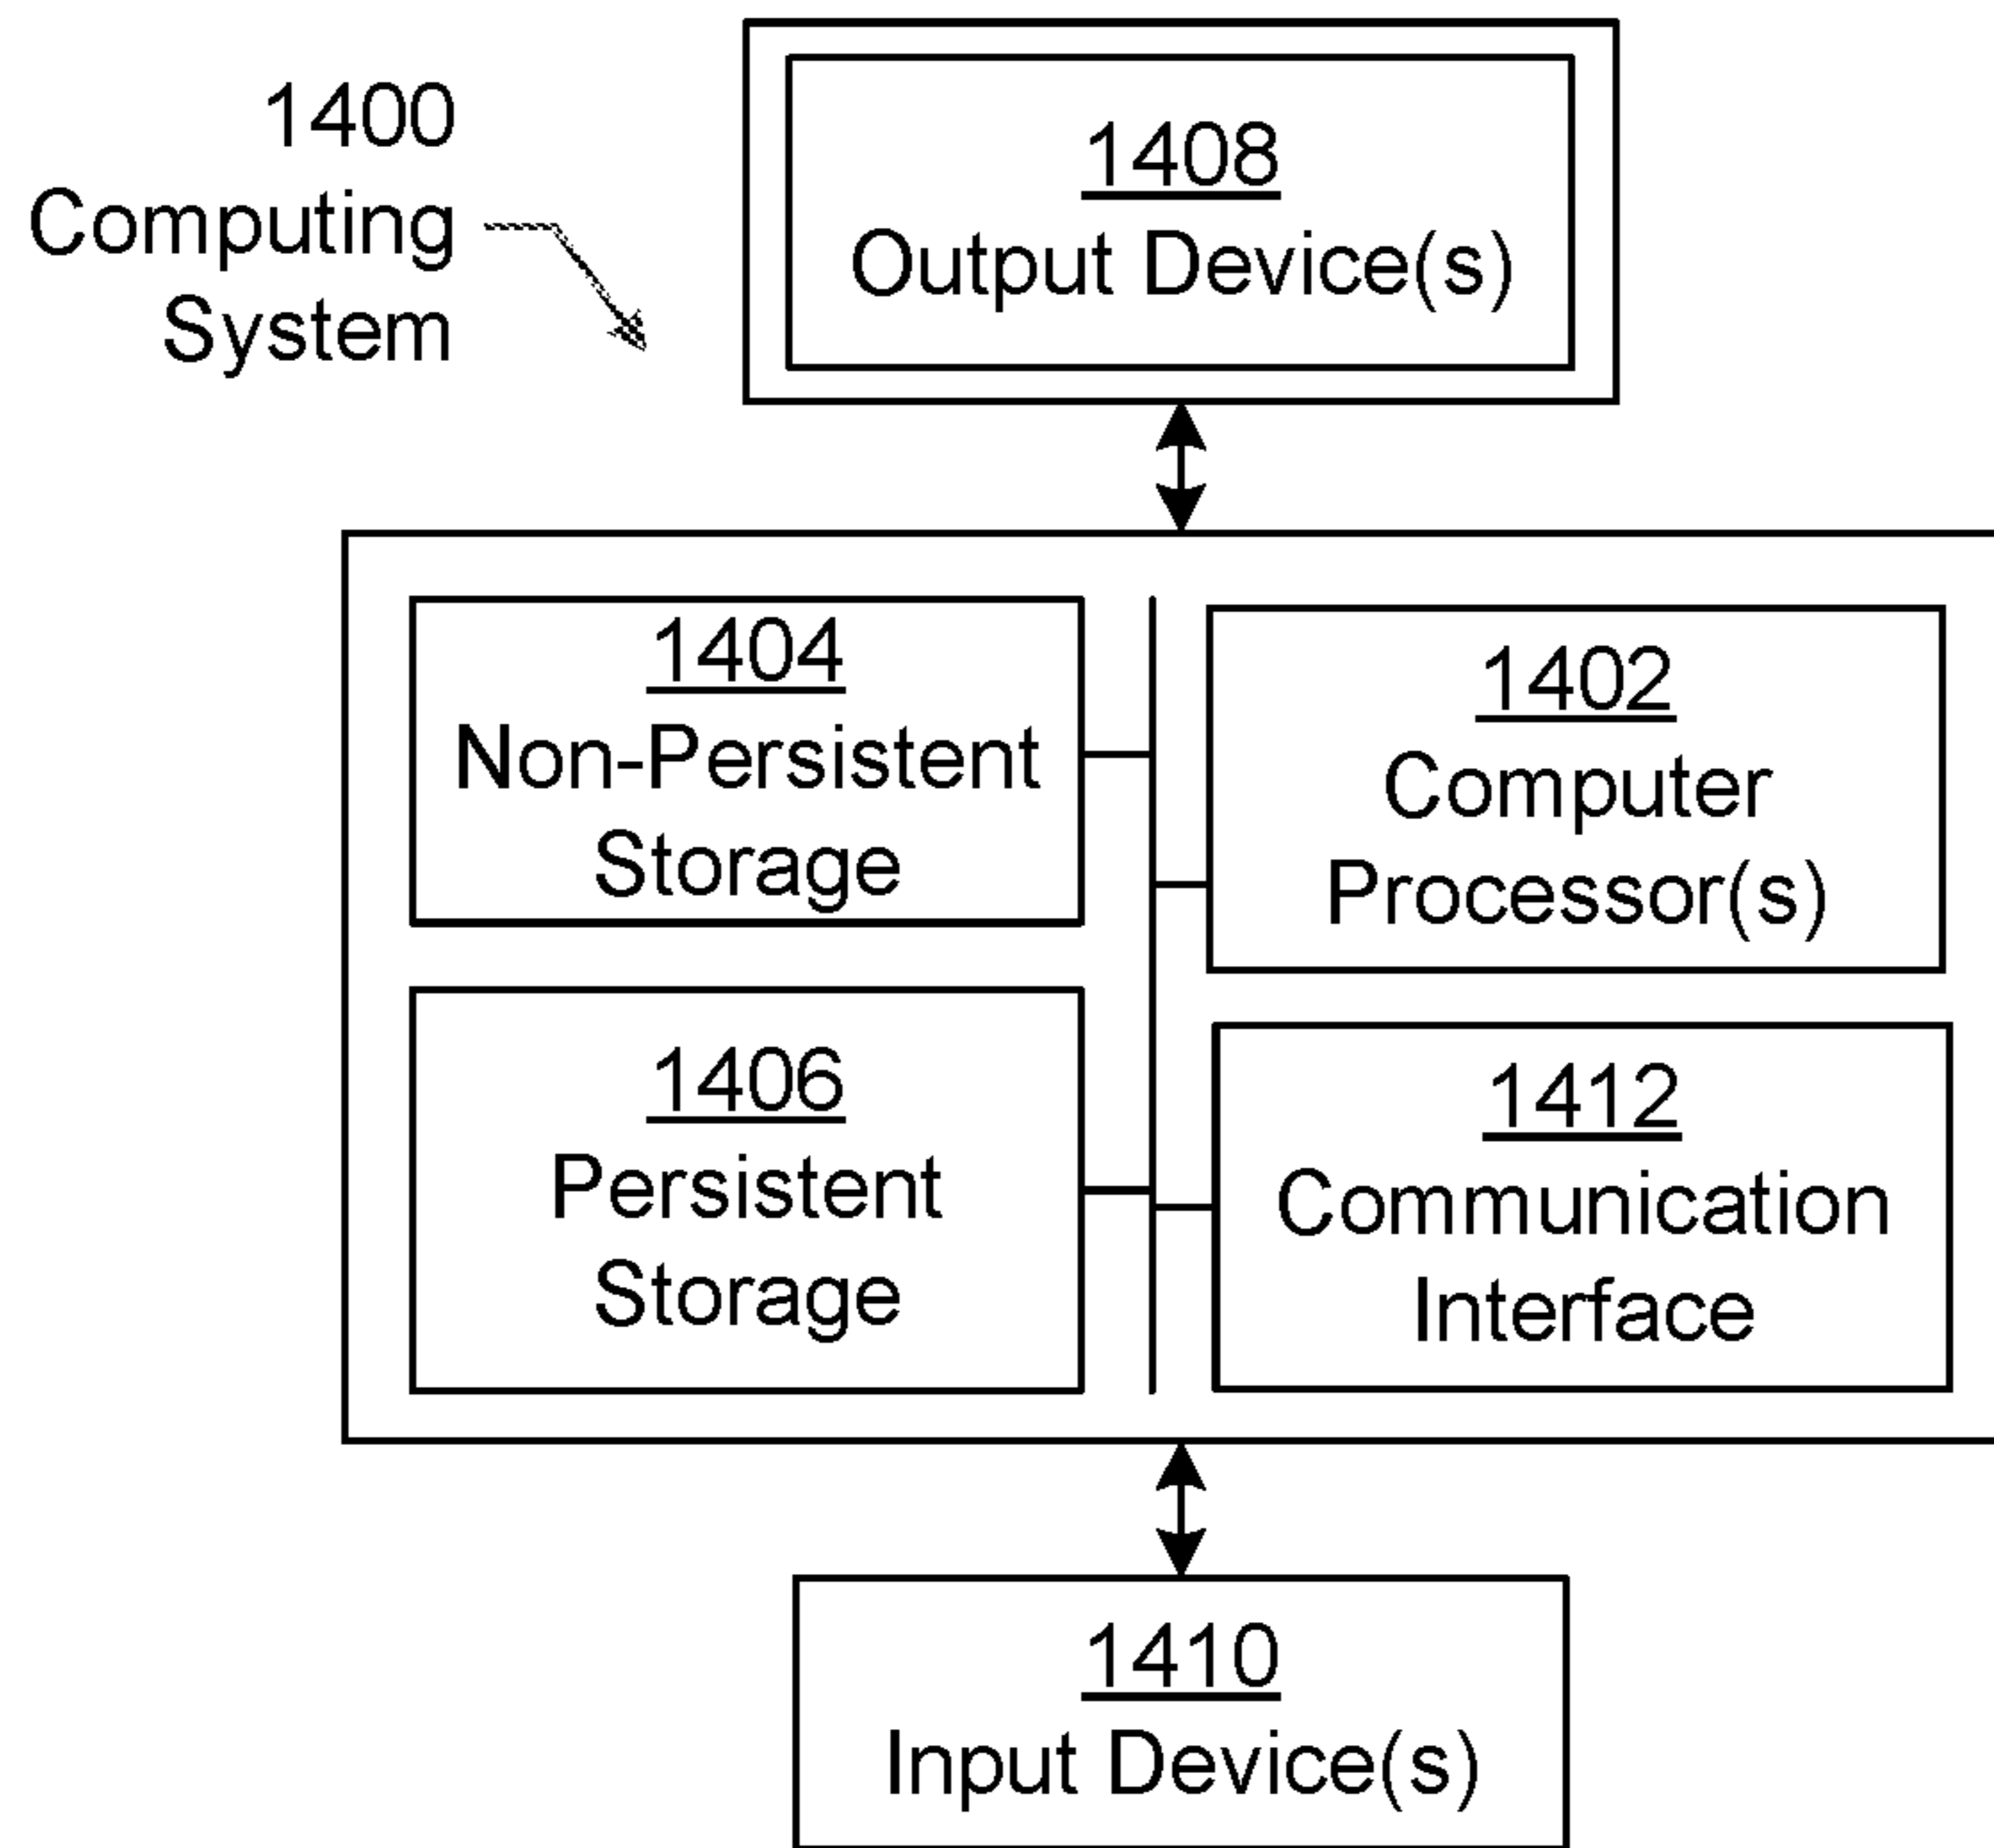 1400
Computing
System
1408
Output Device(s)
1404
Non-Persistent
Storage
1402
Computer
Processor(s)
1406
Persistent
Storage
1412
Communication
Interface
1410
Input Device(s)